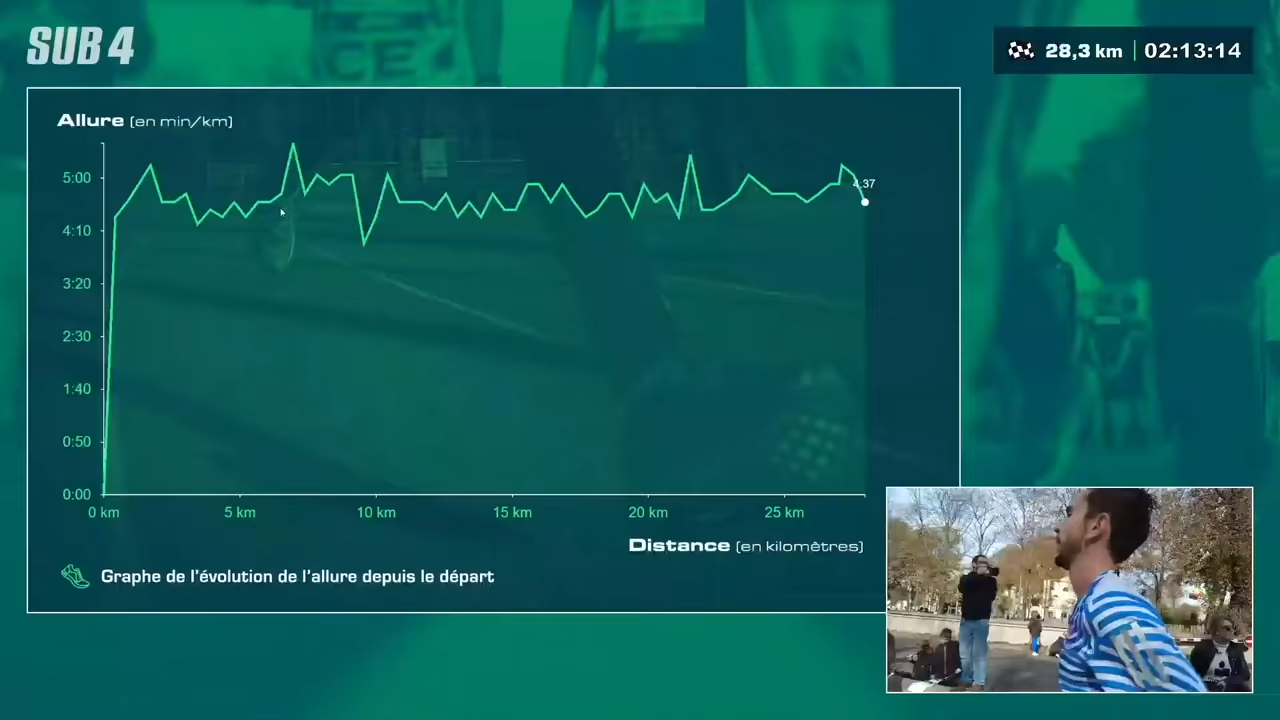 SUB 4
28,3 km | 02:13:14
Allure (en min/km)
5:00
4:37
4:10
3:20
2:30
1:40
0:50
0:00
0 km 5 km 10 km 15 km 20 km 25 km
Distance (en kilomètres)
Graphe de l'évolution de l'allure depuis le départ